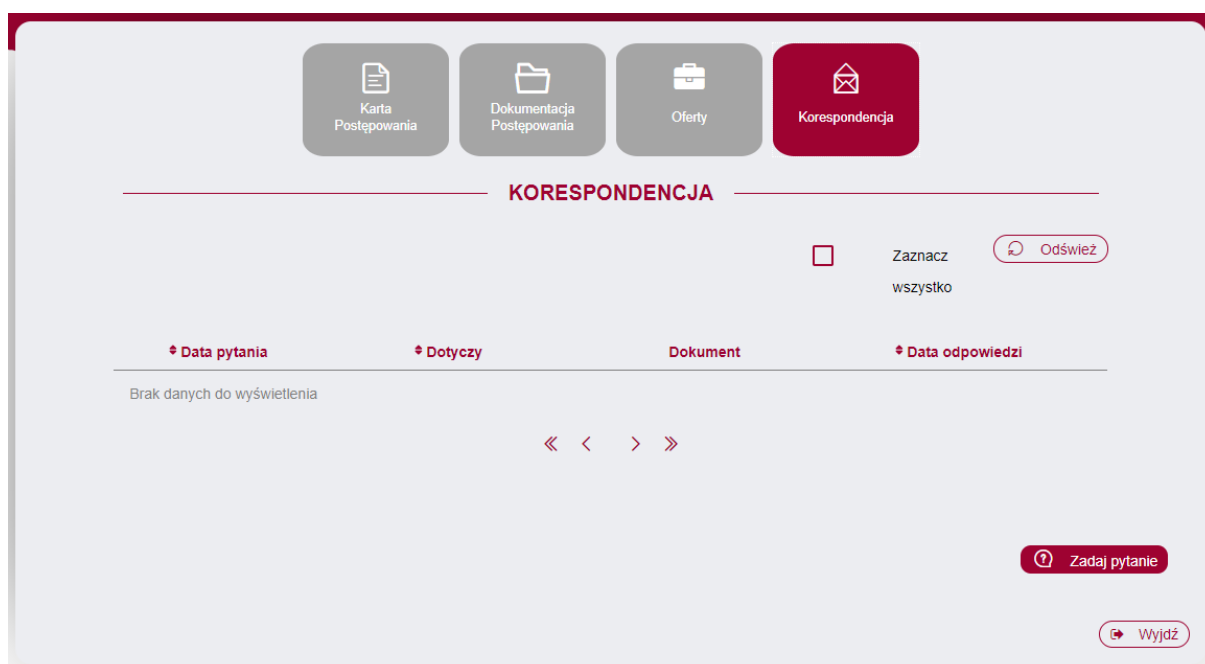 Karta
Postępowania
Dokumentacja
Postępowania
Oferty
Korespondencja
KORESPONDENCJA
Zaznacz
wszystko
Odśwież
Data pytania
Dotyczy
Dokument
Data odpowiedzi
Brak danych do wyświetlenia
Zadaj pytanie
Wyjdź